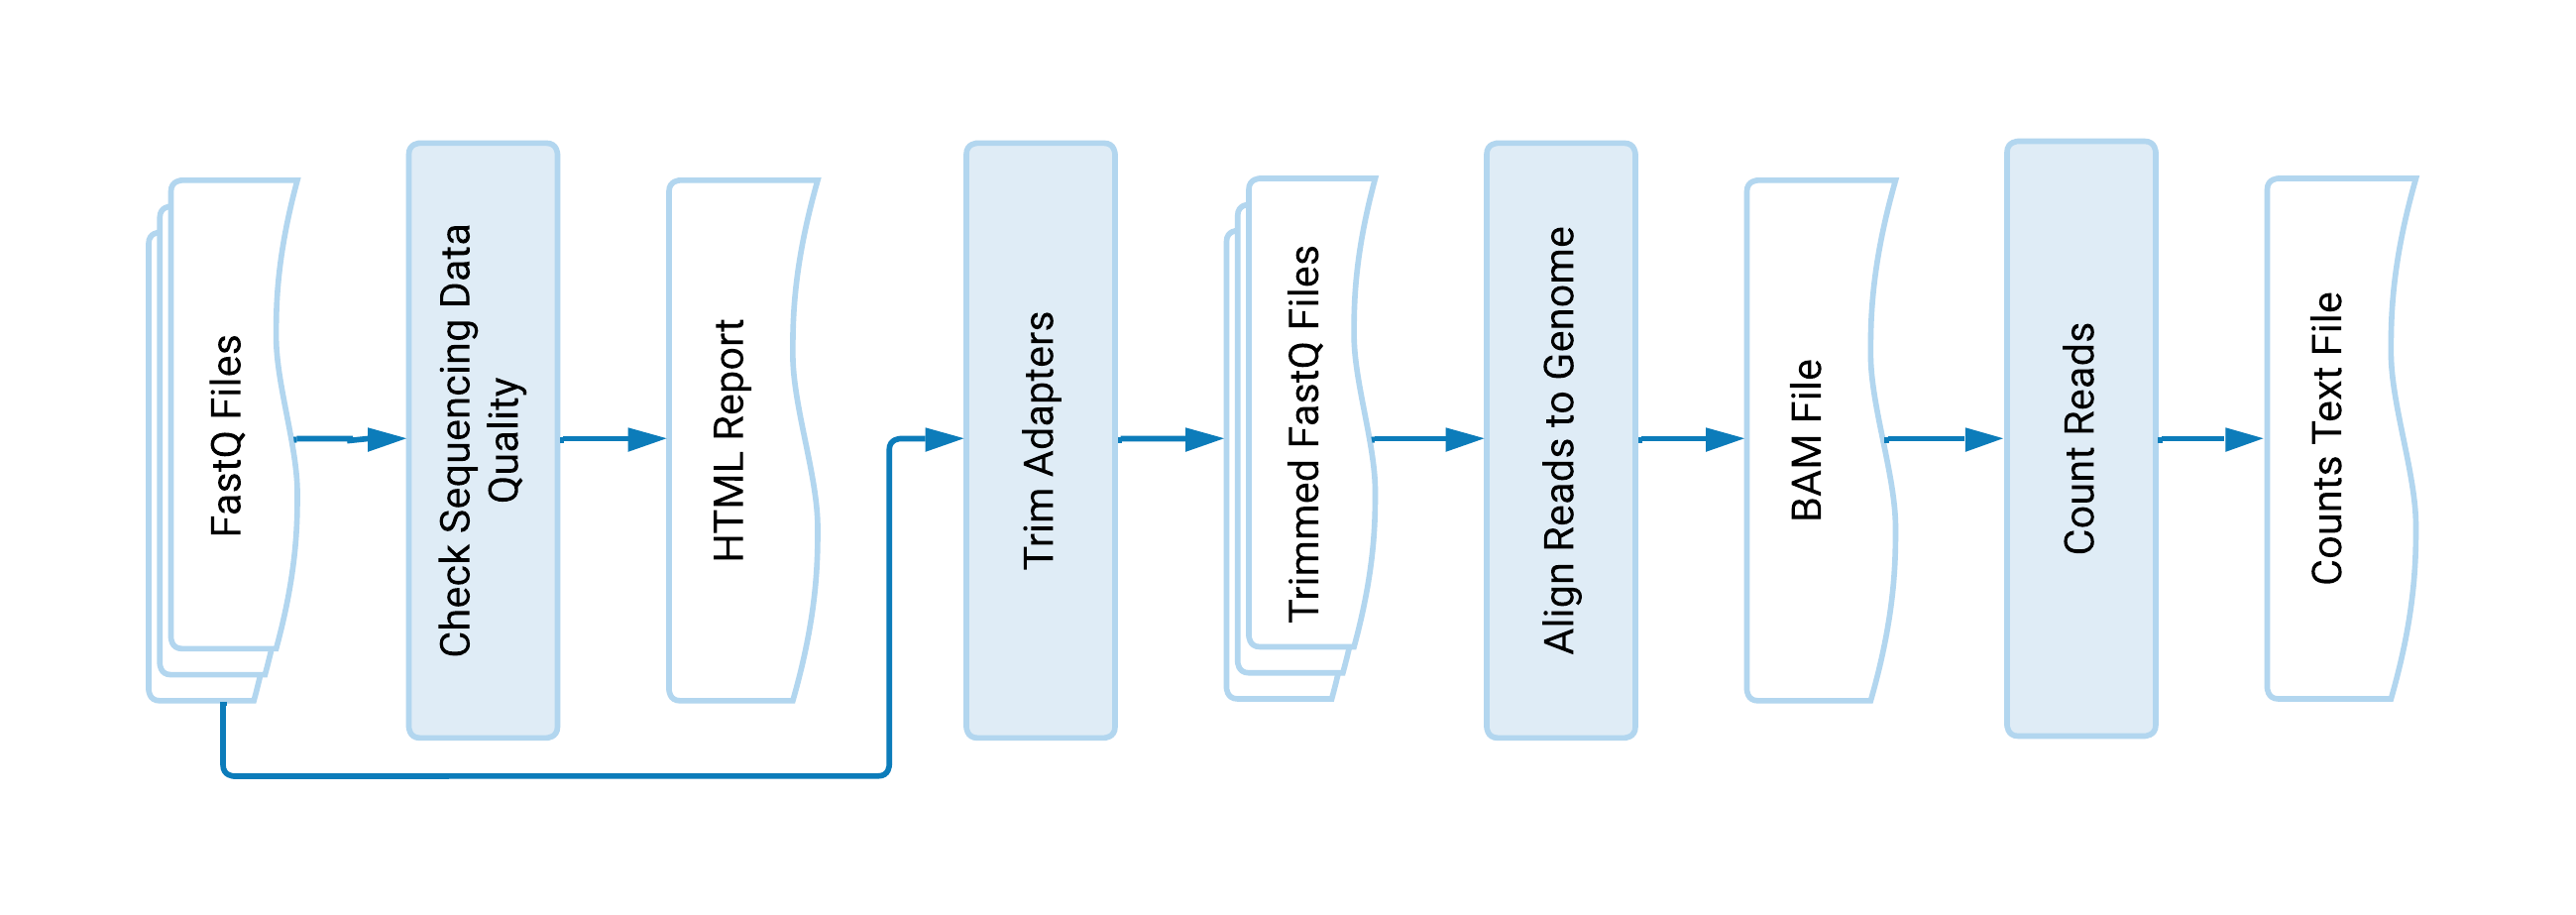 FastQ Files
Check Sequencing Data
Quality
HTML Report
Trim Adapters
Trimmed FastQ Files
Align Reads to Genome
BAM File
Count Reads
Counts Text File